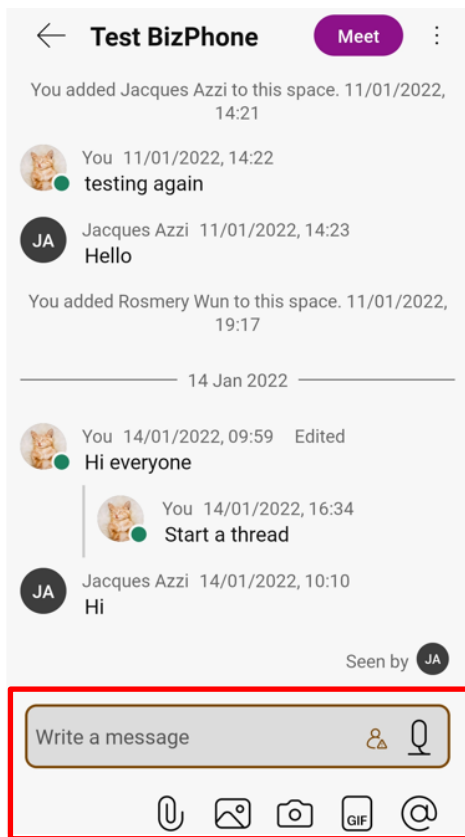 Test BizPhone
Meet
You added Jacques Azzi to this space. 11/01/2022,
14:21
You 11/01/2022, 14:22
testing again
JA
Jacques Azzi 11/01/2022, 14:23
Hello
You added Rosmery Wun to this space. 11/01/2022,
19:17
14 Jan 2022
You 14/01/2022, 09:59 Edited
Hi everyone
You 14/01/2022, 16:34
Start a thread
JA
Jacques Azzi 14/01/2022, 10:10
Hi
Seen by JA
Write a message
GIF